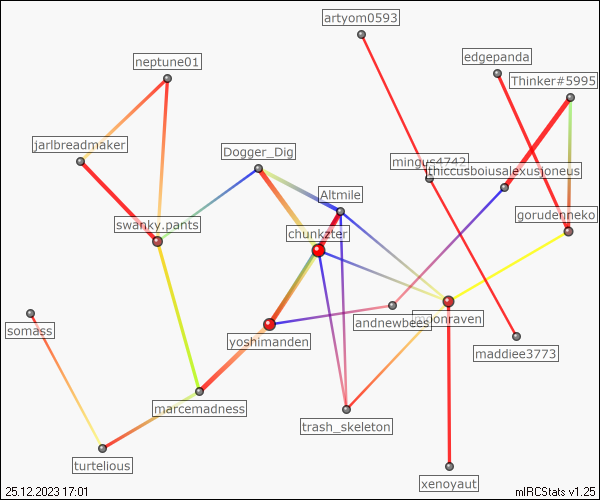 artyom0593
edgepanda
neptune01
Thinker#5995
jarlbreadmaker
Dogger_Dig
mingus4742
thiccusboiusalexusjoneus
Altmile
gorudenneko
swanky.pants
chunkzter
somass
andnewbees
moonraven
yoshimanden
maddiee3773
marcemadness
trash_skeleton
turtelious
xenoyaut
25.12.2023 17:01
mIRCStats v1.25